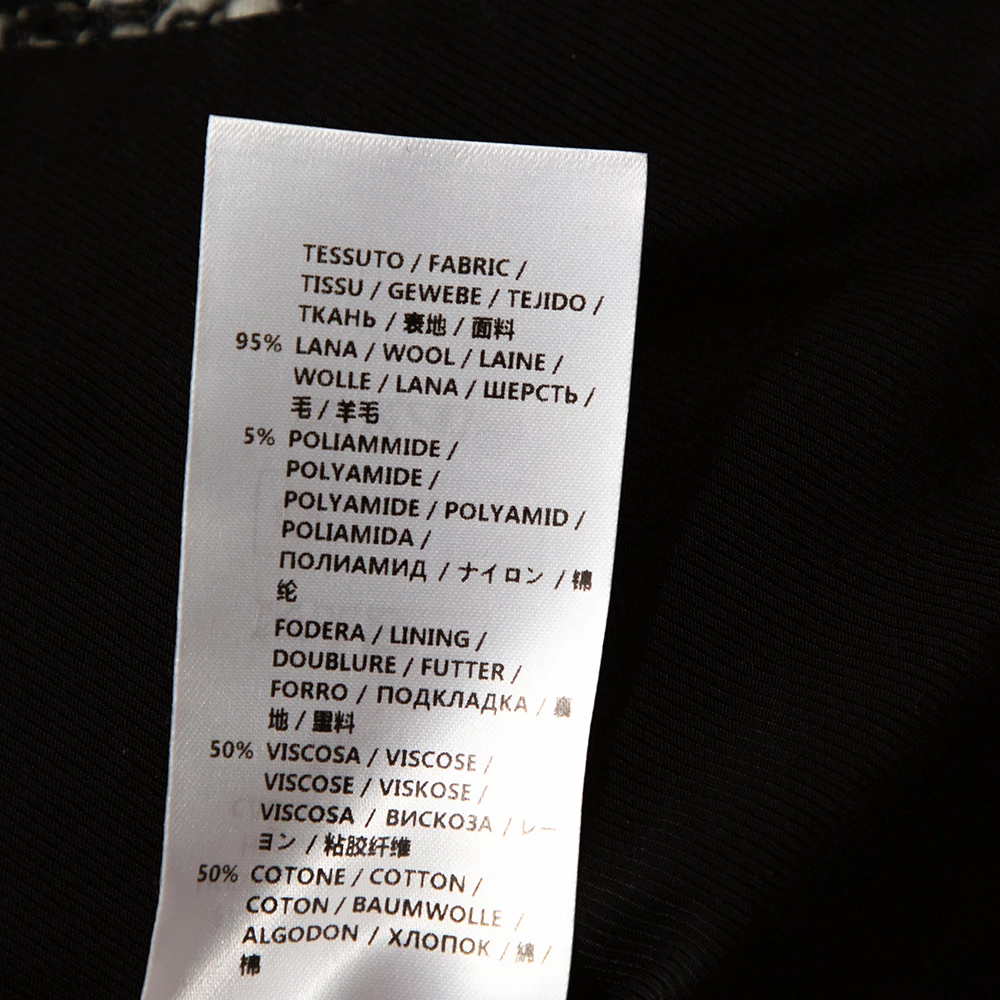 TESSUTO / FABRIC /
TISSU / GEWEBE / TEJIDO /
ТКАНЬ / 表地 / 面料
95% LANA / WOOL / LAINE /
WOLLE / LANA / ШЕРСТЬ /
毛 / 羊毛
5% POLIAMMIDE /
POLYAMIDE /
POLYAMIDE / POLYAMID /
POLIAMIDA /
ПОЛИАМИД / ナイロン / 锦
纶
FODERA / LINING /
DOUBLURE / FUTTER /
FORRO / ПОДКЛАДКА / 裏
地 / 里料
50% VISCOSA / VISCOSE /
VISCOSE / VISKOSE /
VISCOSA / ВИСКОЗА / レー
ヨン / 粘胶纤维
50% COTONE / COTTON /
COTON / BAUMWOLLE /
ALGODON / ХЛОПОК / 綿 /
棉